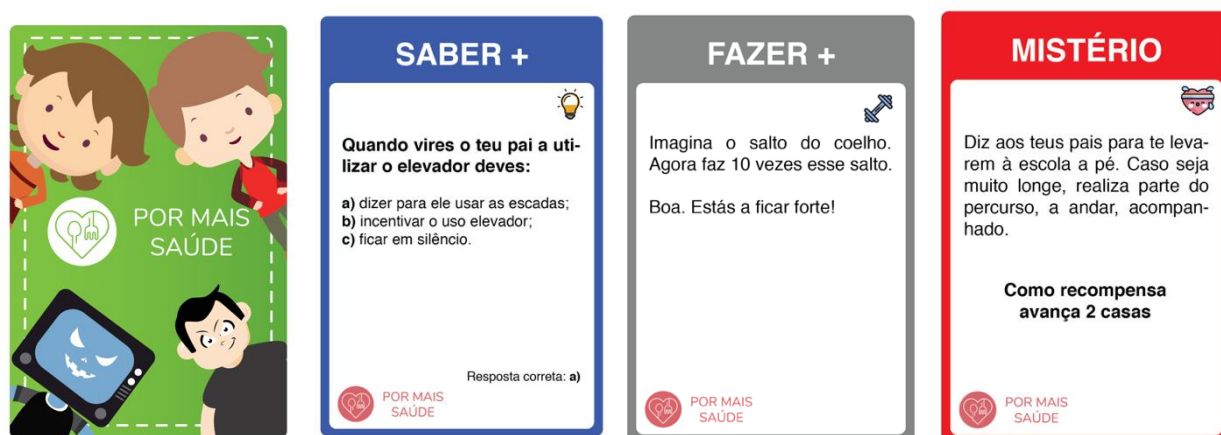 POR MAIS
SAÚDE
SABER +
Quando vires o teu pai a uti-
lizar o elevador deves:
a) dizer para ele usar as escadas;
b) incentivar o uso elevador;
c) ficar em silêncio.
Resposta correta: a)
POR MAIS
SAÚDE
FAZER +
Imagina o salto do coelho.
Agora faz 10 vezes esse salto.
Boa. Estás a ficar forte!
POR MAIS
SAÚDE
MISTÉRIO
Diz aos teus pais para te leva-
rem à escola a pé. Caso seja
muito longe, realiza parte do
percurso, a andar, acompan-
hado.
Como recompensa
avança 2 casas
POR MAIS
SAÚDE